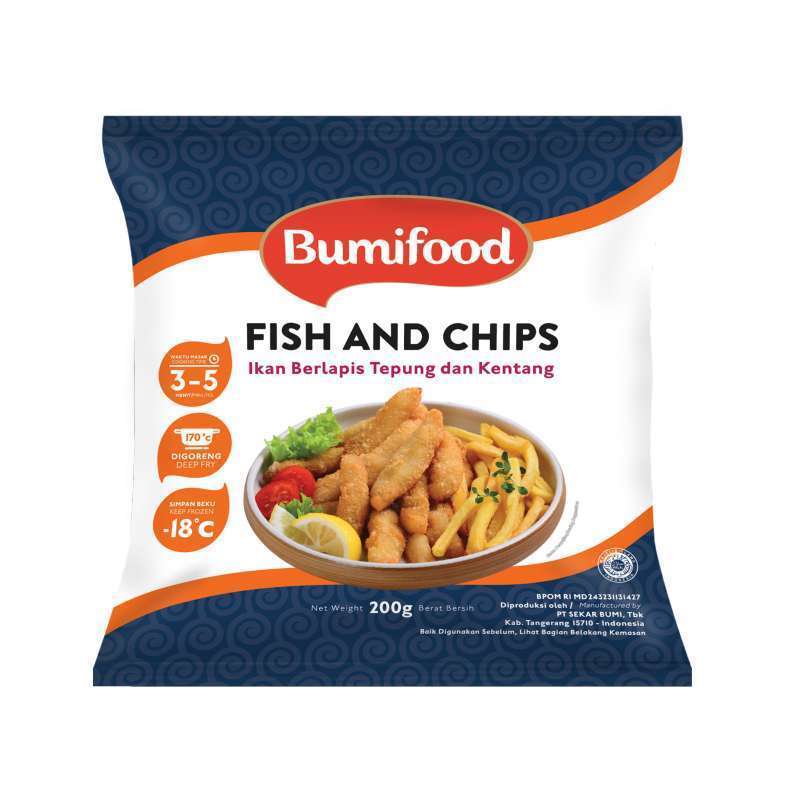 Bumifood
FISH AND CHIPS
Ikan Berlapis Tepung dan Kentang
WAKTU MASAK
COOKING TIME
3-5
MENIT/MINUTES
170°C
DIGORENG
DEEP FRY
SIMPAN BEKU
KEEP FROZEN
-18°C
Net Weight 200g Berat Bersih
BPOM RI MD243231131427
Diproduksi oleh / Manufactured by
PT SEKAR BUMI, Tbk
Kab. Tangerang 15710 - Indonesia
Baik Digunakan Sebelum, Lihat Bagian Belakang Kemasan